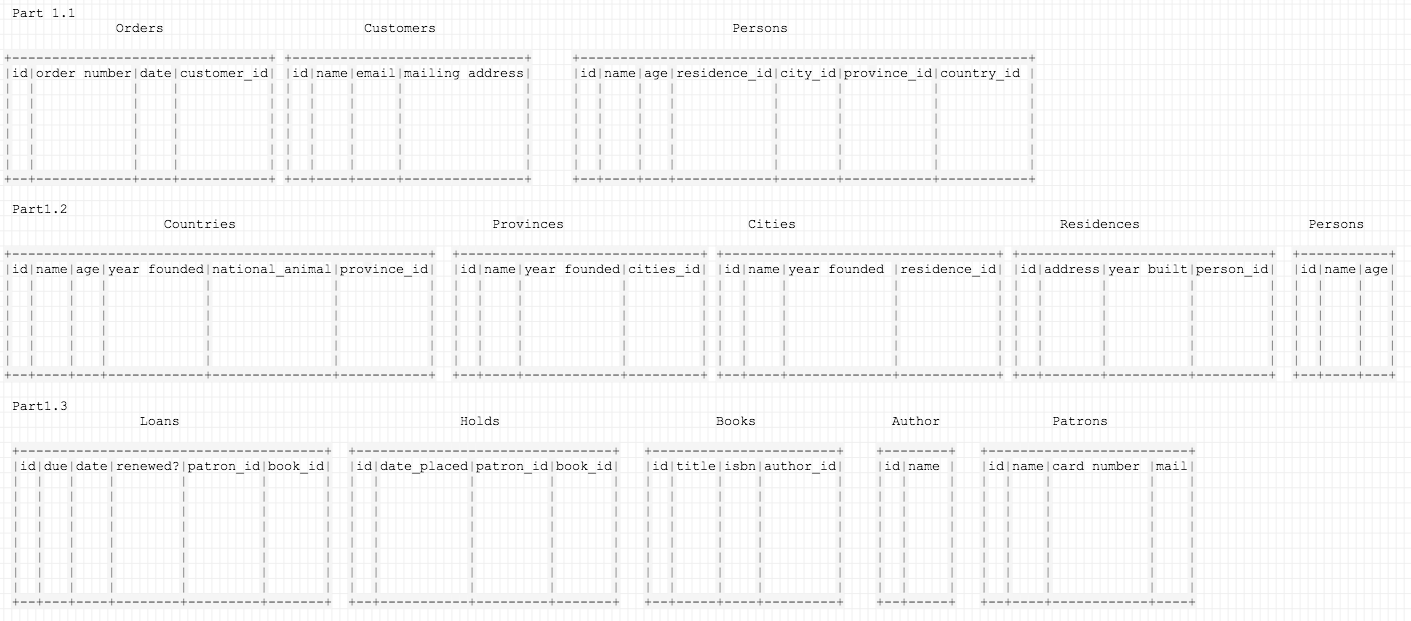 Part 1.1
Orders Customers Persons
|id|order number|date|customer_id| |id|name|email|mailing address| |id|name|age|residence_id|city_id|province_id|country_id |
Part1.2
Countries Provinces Cities Residences Persons
|id|name|age|year founded|national_animal|province_id| |id|name|year founded|cities_id| |id|name|year founded |residence_id| |id|address|year built|person_id| |id|name|age|
Part1.3
Loans Holds Books Author Patrons
|id|due|date|renewed?|patron_id|book_id| |id|date_placed|patron_id|book_id| |id|title|isbn|author_id| |id|name | |id|name|card number |mail|